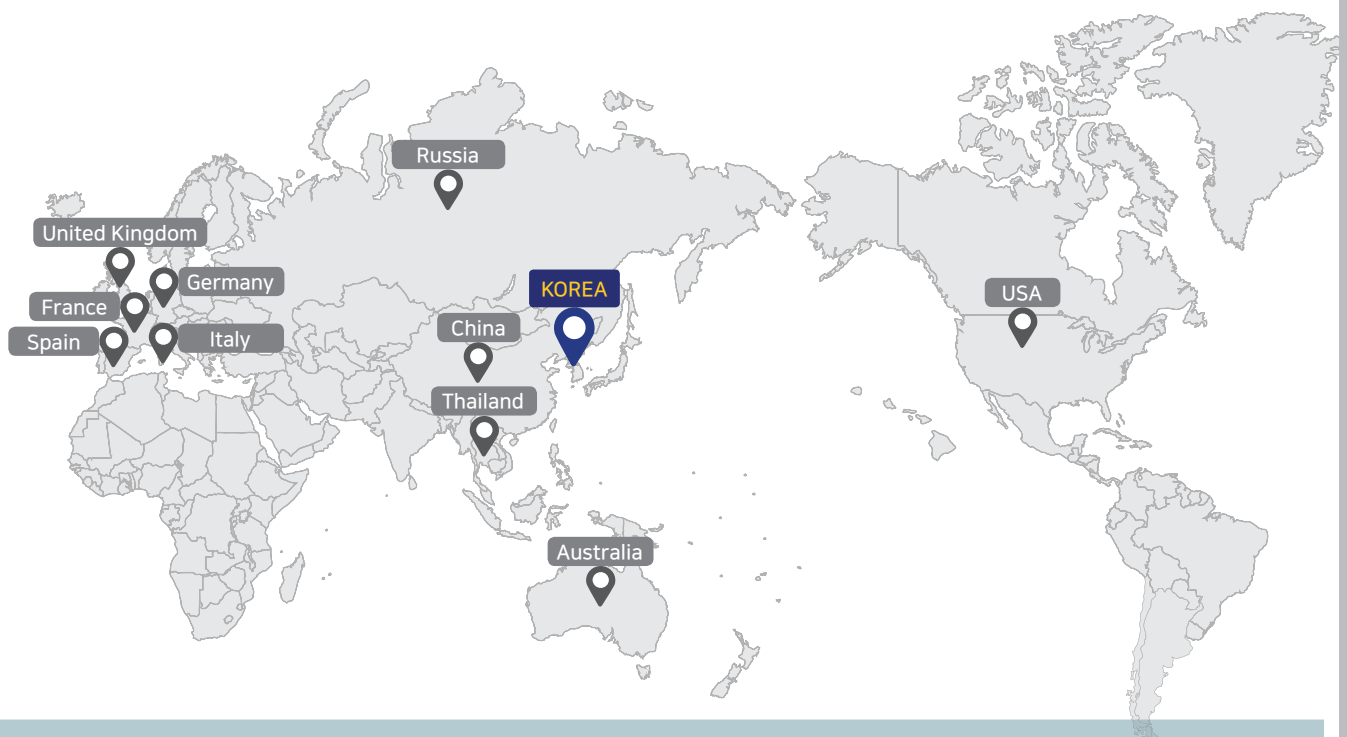 Russia
United Kingdom
Germany
KOREA
USA
France
China
Spain
Italy
Thailand
Australia